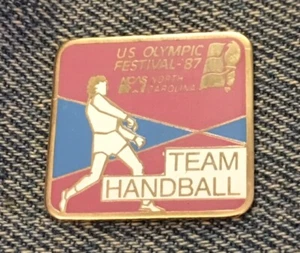 US OLYMPIC
FESTIVAL-'87
NORTH
CAROLINA
TEAM
HANDBALL